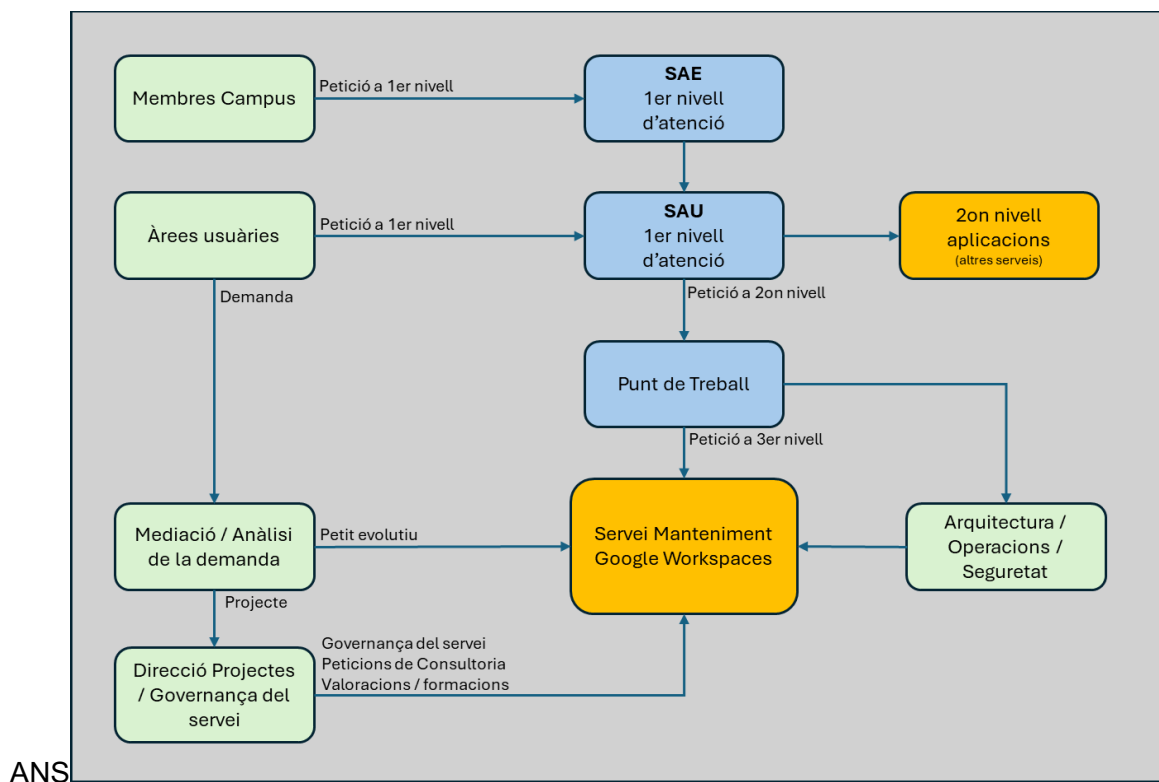 Membres Campus
Petició a 1er nivell
SAE
1er nivell
d’atenció
Àrees usuàries
Petició a 1er nivell
SAU
1er nivell
d’atenció
2on nivell
aplicacions
(altres serveis)
Demanda
Petició a 2on nivell
Punt de Treball
Petició a 3er nivell
Mediació / Anàlisi
de la demanda
Petit evolutiu
Servei Manteniment
Google Workspaces
Arquitectura /
Operacions /
Seguretat
Projecte
Direcció Projectes
/ Governança del
servei
Governança del servei
Peticions de Consultoria
Valoracions / formacions
ANS